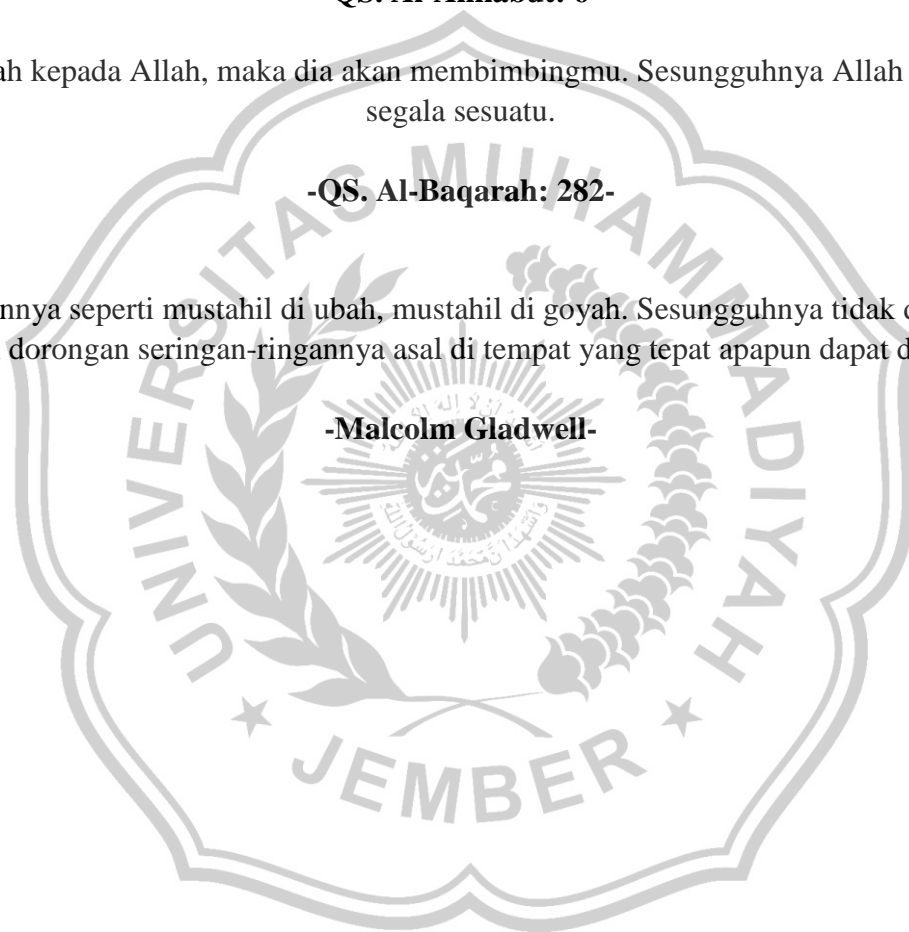 QS. Al-Ankabut: 6
ah kepada Allah, maka dia akan membimbingmu. Sesungguhnya Allah
segala sesuatu.
-QS. Al-Baqarah: 282-
nnya seperti mustahil di ubah, mustahil di goyah. Sesungguhnya tidak
dorongan seringan-ringannya asal di tempat yang tepat apapun dapat d
-Malcolm Gladwell-
UNIVERSITAS MUHAMMADIYAH
JEMBER